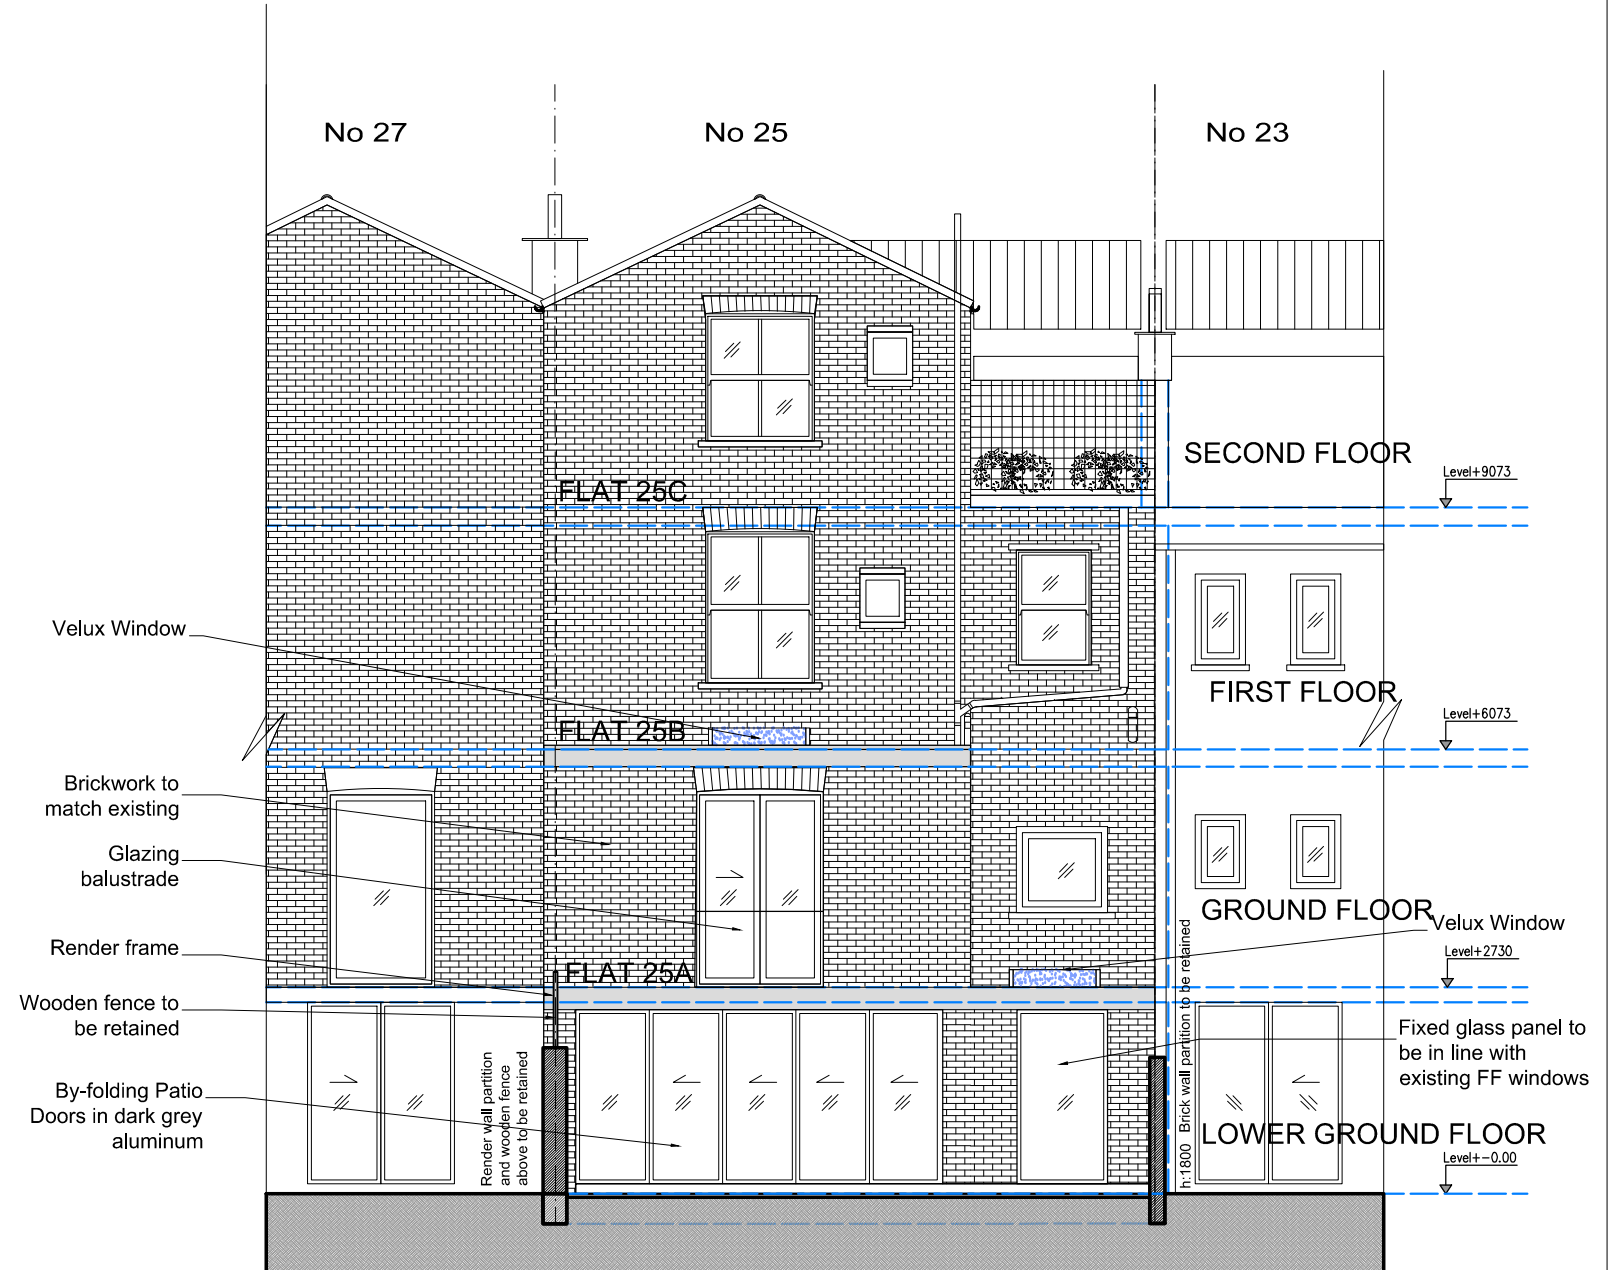 No 27
No 25
No 23
SECOND FLOOR
Level+9073
FLAT 25C
Velux Window
FIRST FLOOR
Level+6073
FLAT 25B
Brickwork to
match existing
Glazing
balustrade
GROUND FLOOR
Velux Window
Level+2730
Render frame
FLAT 25A
Wooden fence to
be retained
Fixed glass panel to
be in line with
existing FF windows
By-folding Patio
Doors in dark grey
aluminum
Render wall partition
and wooden fence
above to be retained
h:1800 Brick wall partition to be retained
LOWER GROUND FLOOR
Level+-0.00